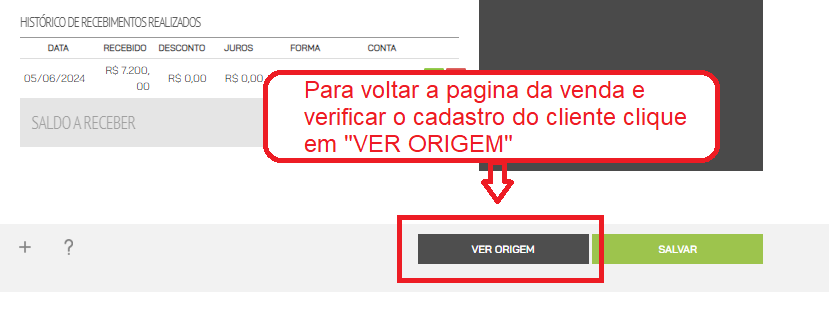 HISTÓRICO DE RECEBIMENTOS REALIZADOS
DATA RECEBIDO DESCONTO JUROS FORMA CONTA
05/06/2024 R$ 7.200,00 R$ 0,00 R$ 0,00
SALDO A RECEBER
Para voltar a pagina da venda e
verificar o cadastro do cliente clique
em "VER ORIGEM"
+ ? VER ORIGEM SALVAR